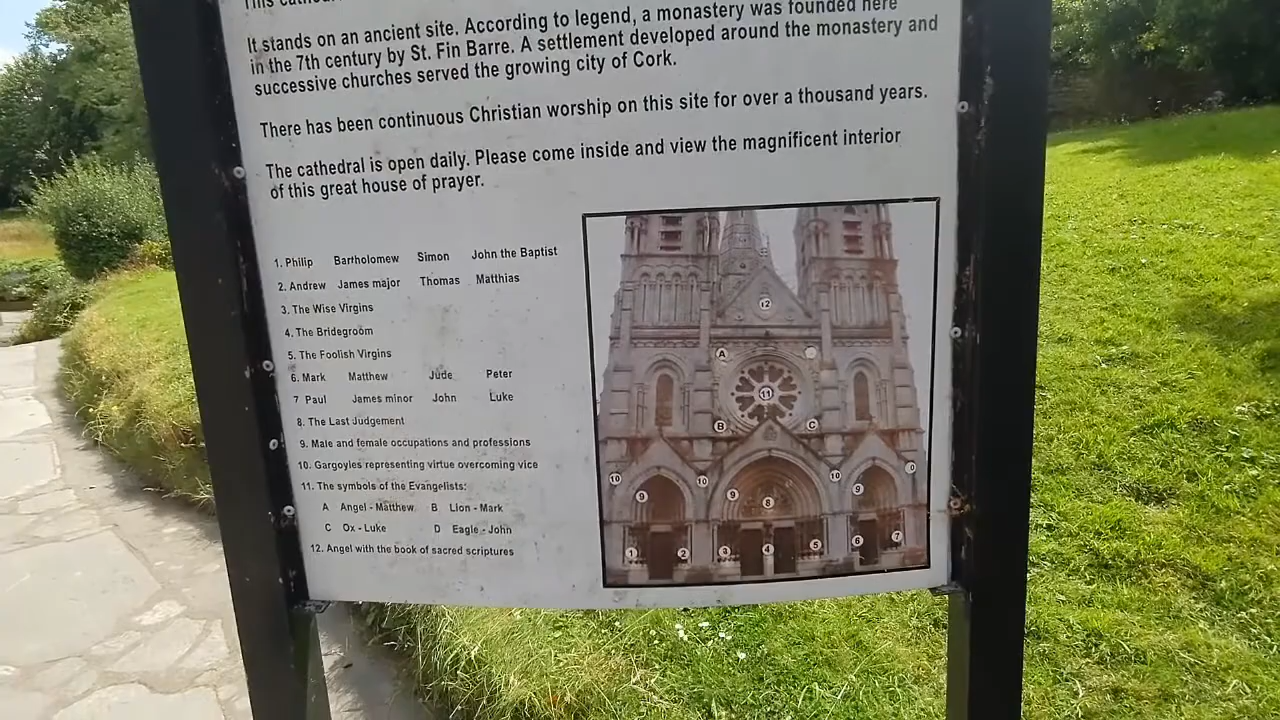 This
It stands on an ancient site. According to legend, a monastery was founded here
in the 7th century by St. Fin Barre. A settlement developed around the monastery and
successive churches served the growing city of Cork.
There has been continuous Christian worship on this site for over a thousand years.
The cathedral is open daily. Please come inside and view the magnificent interior
of this great house of prayer.
1. Philip Bartholomew Simon John the Baptist
2. Andrew James major Thomas Matthias
3. The Wise Virgins
4. The Bridegroom
5. The Foolish Virgins
6. Mark Matthew Jude Peter
7 Paul James minor John Luke
8. The Last Judgement
9. Male and female occupations and professions
10. Gargoyles representing virtue overcoming vice
11. The symbols of the Evangelists:
A Angel - Matthew B Lion - Mark
C Ox - Luke D Eagle - John
12. Angel with the book of sacred scriptures
12
A
11
B C
10 10 10 0
9 9 8 9
1 2 3 4 5 6 7